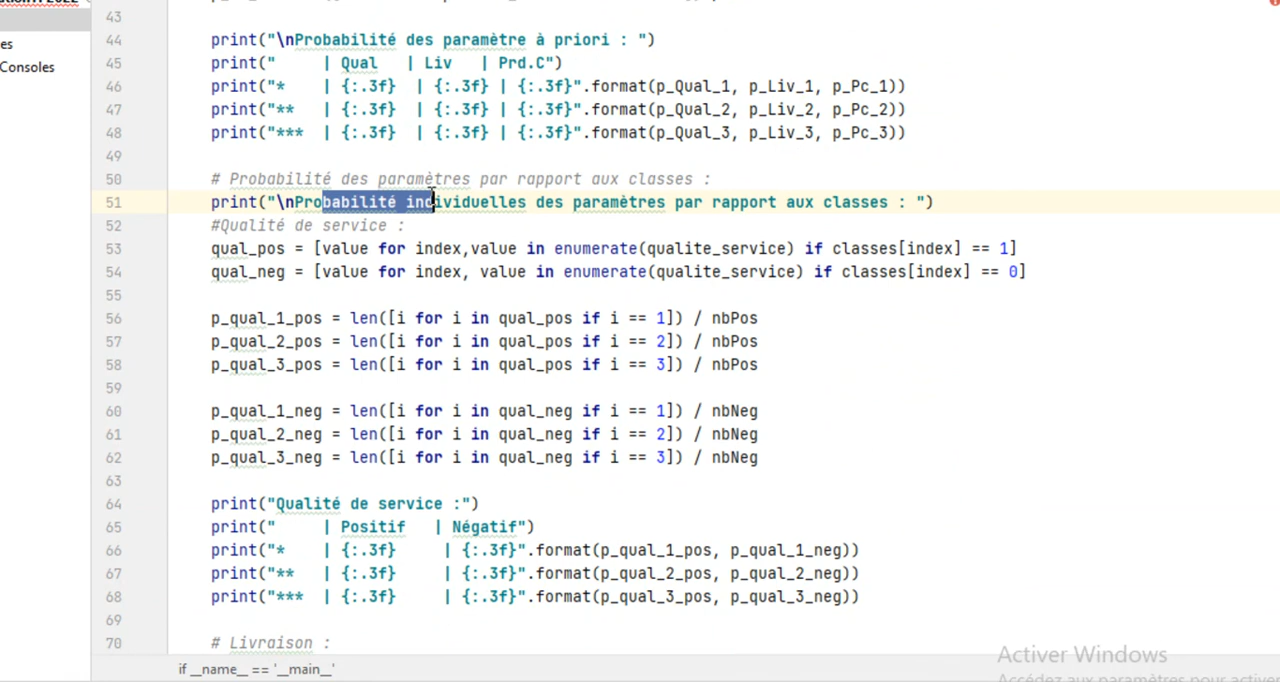 es
Consoles
43
44 print("\nProbabilité des paramètre à priori : ")
45 print("     | Qual   | Liv   | Prd.C")
46 print("*    | {:.3f}  | {:.3f} | {:.3f}".format(p_Qual_1, p_Liv_1, p_Pc_1))
47 print("**   | {:.3f}  | {:.3f} | {:.3f}".format(p_Qual_2, p_Liv_2, p_Pc_2))
48 print("***  | {:.3f}  | {:.3f} | {:.3f}".format(p_Qual_3, p_Liv_3, p_Pc_3))
49
50 # Probabilité des paramètres par rapport aux classes :
51 print("\nProbabilité individuelles des paramètres par rapport aux classes : ")
52 #Qualité de service :
53 qual_pos = [value for index,value in enumerate(qualite_service) if classes[index] == 1]
54 qual_neg = [value for index, value in enumerate(qualite_service) if classes[index] == 0]
55
56 p_qual_1_pos = len([i for i in qual_pos if i == 1]) / nbPos
57 p_qual_2_pos = len([i for i in qual_pos if i == 2]) / nbPos
58 p_qual_3_pos = len([i for i in qual_pos if i == 3]) / nbPos
59
60 p_qual_1_neg = len([i for i in qual_neg if i == 1]) / nbNeg
61 p_qual_2_neg = len([i for i in qual_neg if i == 2]) / nbNeg
62 p_qual_3_neg = len([i for i in qual_neg if i == 3]) / nbNeg
63
64 print("Qualité de service :")
65 print("     | Positif   | Négatif")
66 print("*    | {:.3f}     | {:.3f}".format(p_qual_1_pos, p_qual_1_neg))
67 print("**   | {:.3f}     | {:.3f}".format(p_qual_2_pos, p_qual_2_neg))
68 print("***  | {:.3f}     | {:.3f}".format(p_qual_3_pos, p_qual_3_neg))
69
70 # Livraison :
if __name__ == '__main__'
Activer Windows
Accédez aux paramètres pour activer